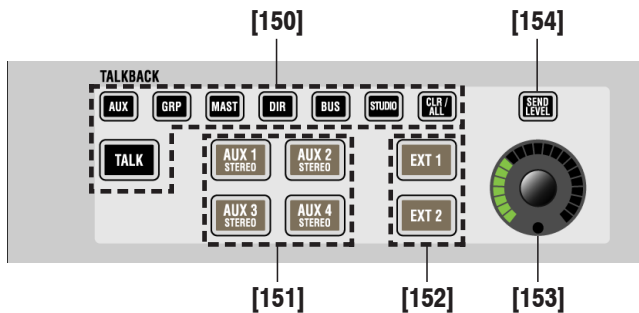 [150]
[154]
TALKBACK
AUX
GRP
MAST
DIR
BUS
STUDIO
CLR /
ALL
SEND
LEVEL
TALK
AUX 1
STEREO
AUX 2
STEREO
EXT 1
AUX 3
STEREO
AUX 4
STEREO
EXT 2
[151]
[152]
[153]